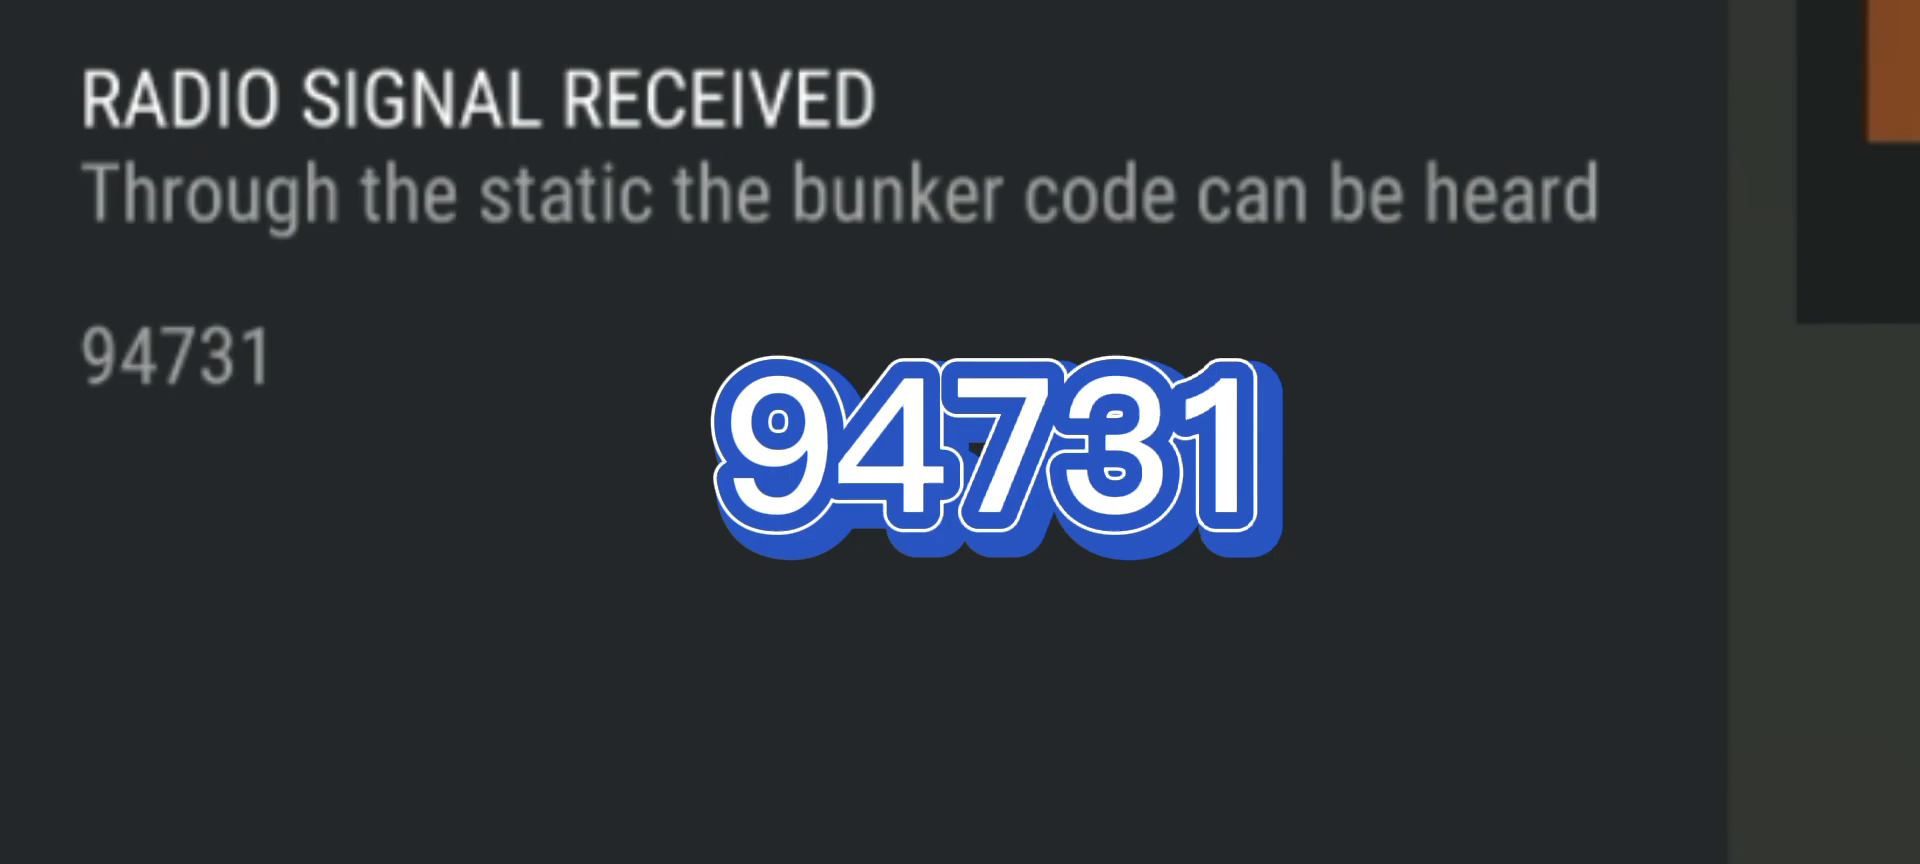 RADIO SIGNAL RECEIVED
Through the static the bunker code can be heard
94731
94731